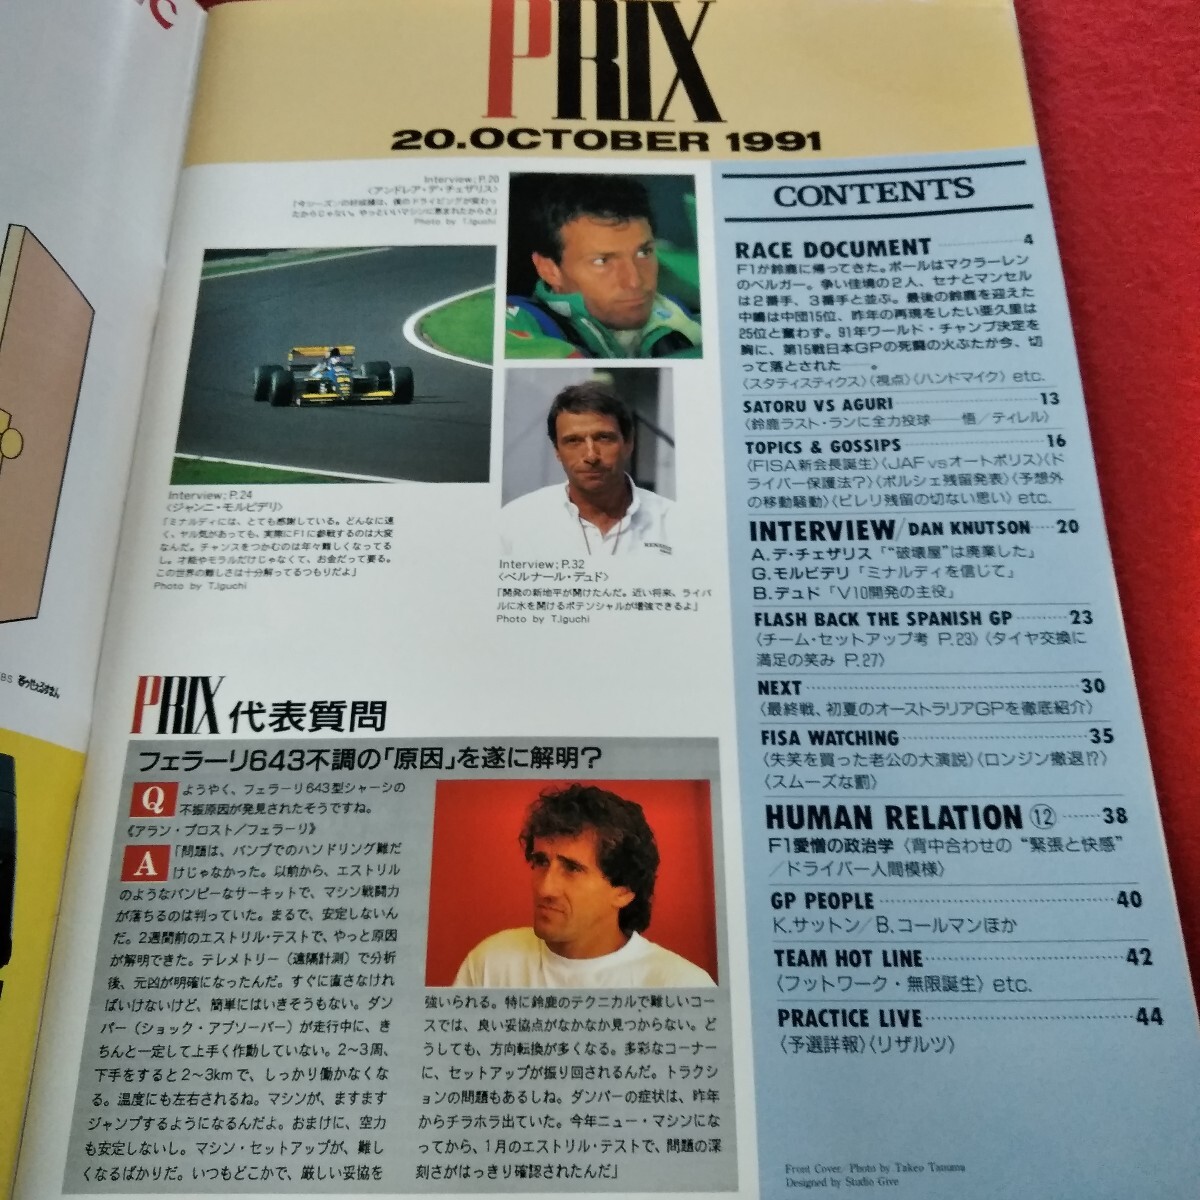 PRIX
20.OCTOBER 1991
Interview; P.20
〈アンドレア・デ・チェザリス〉
「今シーズンの好成績は、僕のドライビングが変わっ
たからじゃない。やっといいマシンに恵まれたからさ」
Photo by T.Iguchi
Interview; P.24
〈ジャンニ・モルビデリ〉
「ミナルディには、とても感謝している。どんなに速
く、ヤル気があっても、実際にF1に参戦するのは大変
なんだ。チャンスをつかむのは年々難しくなってる
し。才能やモラルだけじゃなくて、お金だって要る。
この世界の難しさは十分解ってるつもりだよ」
Photo by T.Iguchi
Interview; P.32
〈ベルナール・デュド〉
「開発の新地平が開けたんだ。近い将来、ライバ
ルに水を開けるポテンシャルが増強できるよ」
Photo by T.Iguchi
PRIX 代表質問
フェラーリ643不調の「原因」を遂に解明?
Q ようやく、フェラーリ643型シャーシの
不振原因が発見されたそうですね。
《アラン・プロスト/フェラーリ》
A 「問題は、バンプでのハンドリング難だ
けじゃなかった。以前から、エストリル
のようなバンピーなサーキットで、マシン戦闘力
が落ちるのは判っていた。まるで、安定しないん
だ。2週間前のエストリル・テストで、やっと原因
が解明できた。テレメトリー(遠隔計測)で分析
後、元凶が明確になったんだ。すぐに直さなけれ
ばいけないけど、簡単にはいきそうもない。ダン
パー(ショック・アブソーバー)が走行中に、き
ちんと一定して上手く作動していない。2〜3周、
下手をすると2〜3kmで、しっかり働かなくな
る。温度にも左右されるね。マシンが、ますます
ジャンプするようになるんだよ。おまけに、空力
も安定しないし。マシン・セットアップが、難し
くなるばかりだ。いつもどこかで、厳しい妥協を
強いられる。特に鈴鹿のテクニカルで難しいコー
スでは、良い妥協点がなかなか見つからない。ど
うしても、方向転換が多くなる。多彩なコーナー
に、セットアップが振り回されるんだ。トラクシ
ョンの問題もあるしね。ダンパーの症状は、昨年
からチラホラ出ていた。今年ニュー・マシンにな
ってから、1月のエストリル・テストで、問題の深
刻さがはっきり確認されたんだ」
CONTENTS
RACE DOCUMENT 4
F1が鈴鹿に帰ってきた。ポールはマクラーレン
のベルガー。争い佳境の2人、セナとマンセル
は2番手、3番手と並ぶ。最後の鈴鹿を迎えた
中嶋は中団15位、昨年の再現をしたい亜久里は
25位と奮わず。91年ワールド・チャンプ決定を
胸に、第15戦日本GPの死闘の火ぶたが今、切
って落とされた——。
〈スタティスティクス〉〈視点〉〈ハンドマイク〉etc.
SATORU VS AGURI 13
〈鈴鹿ラスト・ランに全力投球——悟/ティレル〉
TOPICS & GOSSIPS 16
〈FISA新会長誕生〉〈JAF vsオートポリス〉〈ド
ライバー保護法?〉〈ポルシェ残留発表〉〈予想外
の移動騒動〉〈ピレリ残留の切ない思い〉etc.
INTERVIEW/DAN KNUTSON 20
A.デ・チェザリス「"破壊屋"は廃業した」
G.モルビデリ「ミナルディを信じて」
B.デュド「V10開発の主役」
FLASH BACK THE SPANISH GP 23
〈チーム・セットアップ考 P.23〉〈タイヤ交換に
満足の笑み P.27〉
NEXT 30
〈最終戦、初夏のオーストラリアGPを徹底紹介〉
FISA WATCHING 35
〈失笑を買った老公の大演説〉〈ロンジン撤退!?〉
〈スムーズな罰〉
HUMAN RELATION ⑫ 38
F1愛憎の政治学〈背中合わせの "緊張と快感"
/ドライバー人間模様〉
GP PEOPLE 40
K.サットン/B.コールマンほか
TEAM HOT LINE 42
〈フットワーク・無限誕生〉etc.
PRACTICE LIVE 44
〈予選詳報〉〈リザルツ〉
Front Cover/Photo by Takeo Tanuma
Designed by Studio Give